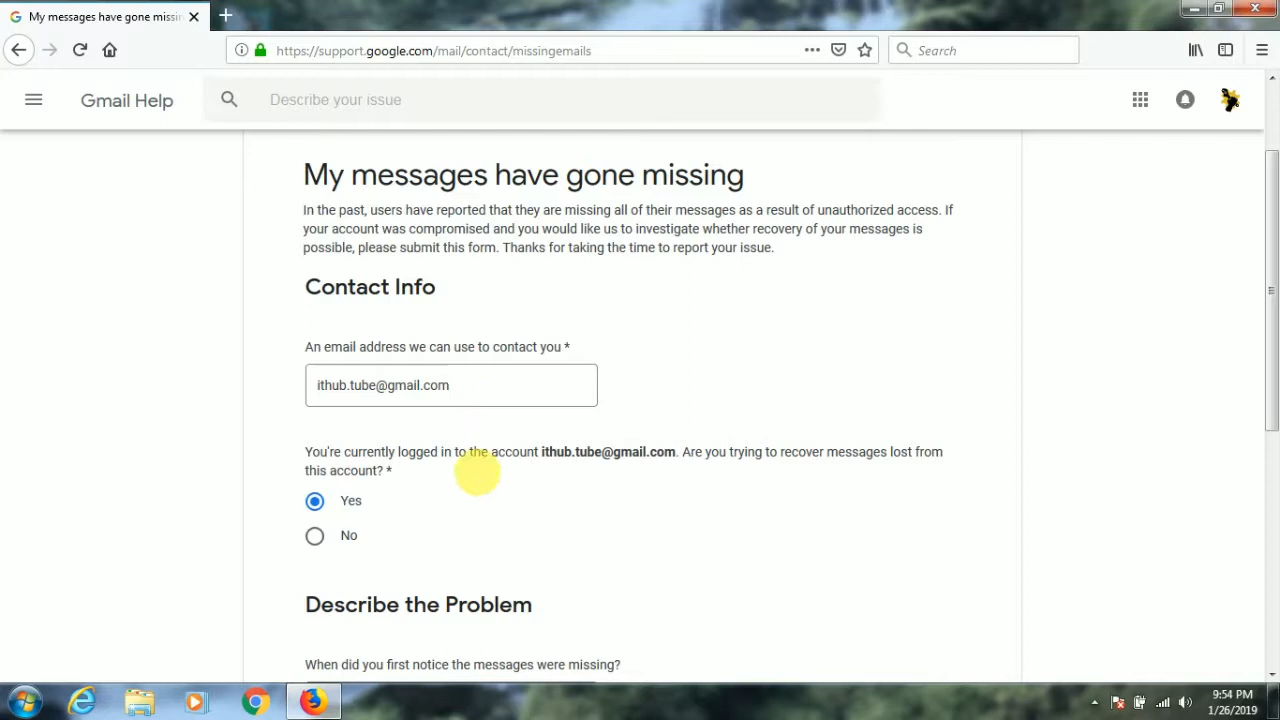 My messages have gone missin
https://support.google.com/mail/contact/missingemails
Search
Gmail Help
Describe your issue
My messages have gone missing
In the past, users have reported that they are missing all of their messages as a result of unauthorized access. If
your account was compromised and you would like us to investigate whether recovery of your messages is
possible, please submit this form. Thanks for taking the time to report your issue.
Contact Info
An email address we can use to contact you *
ithub.tube@gmail.com
You're currently logged in to the account ithub.tube@gmail.com. Are you trying to recover messages lost from
this account? *
Yes
No
Describe the Problem
When did you first notice the messages were missing?
9:54 PM
1/26/2019